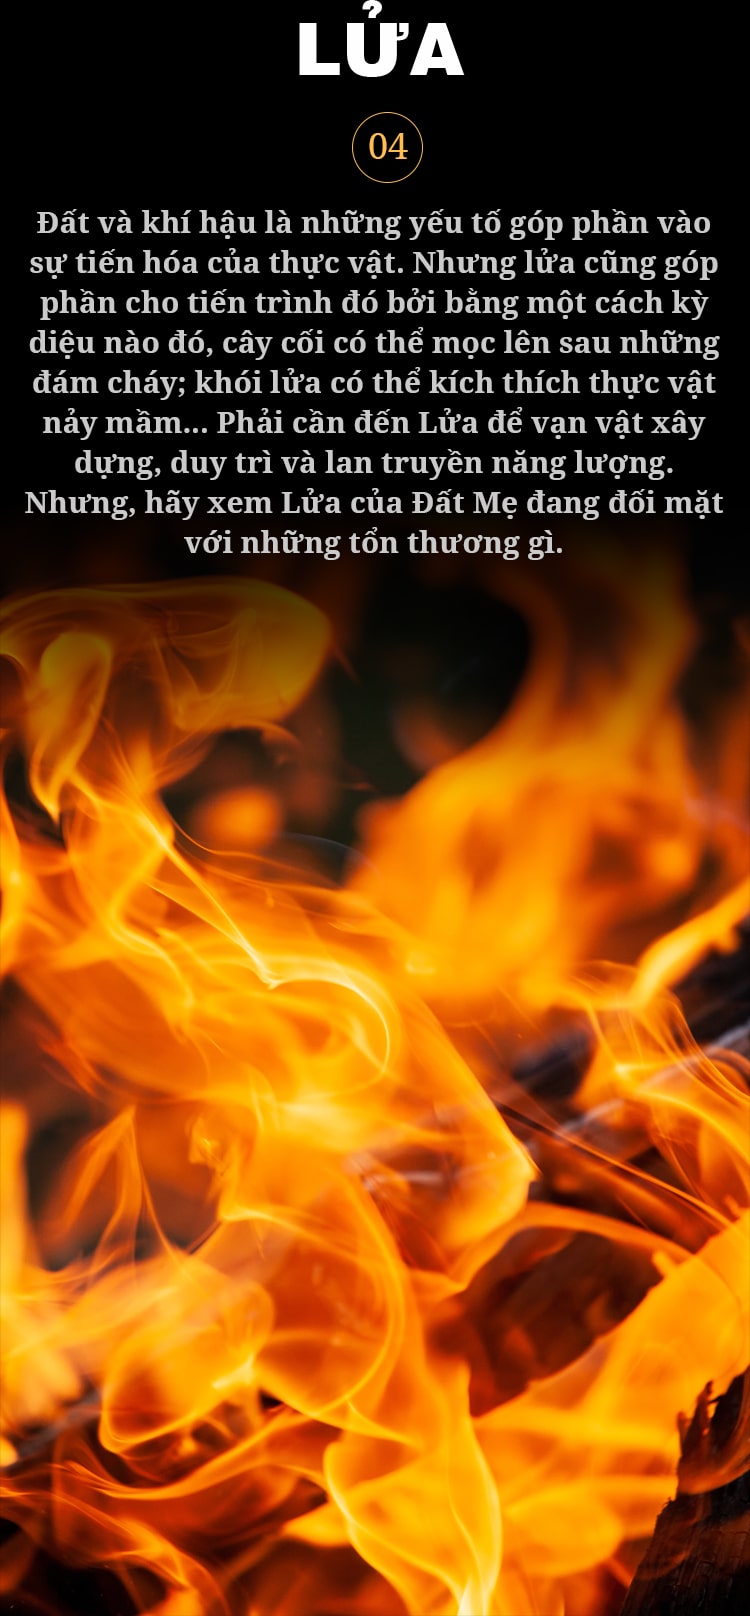 LỬA
04
Đất và khí hậu là những yếu tố góp phần vào
sự tiến hóa của thực vật. Nhưng lửa cũng góp
phần cho tiến trình đó bởi bằng một cách kỳ
diệu nào đó, cây cối có thể mọc lên sau những
đám cháy; khói lửa có thể kích thích thực vật
nảy mầm... Phải cần đến Lửa để vạn vật xây
dựng, duy trì và lan truyền năng lượng.
Nhưng, hãy xem Lửa của Đất Mẹ đang đối mặt
với những tổn thương gì.